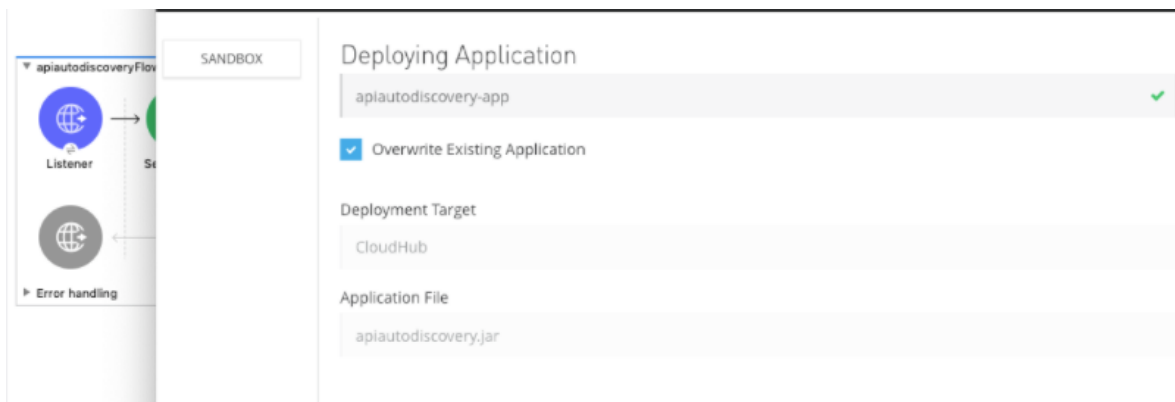 apiautodiscoveryFlow
Listener
Error handling
SANDBOX
Deploying Application
apiautodiscovery-app
Overwrite Existing Application
Deployment Target
CloudHub
Application File
apiautodiscovery.jar